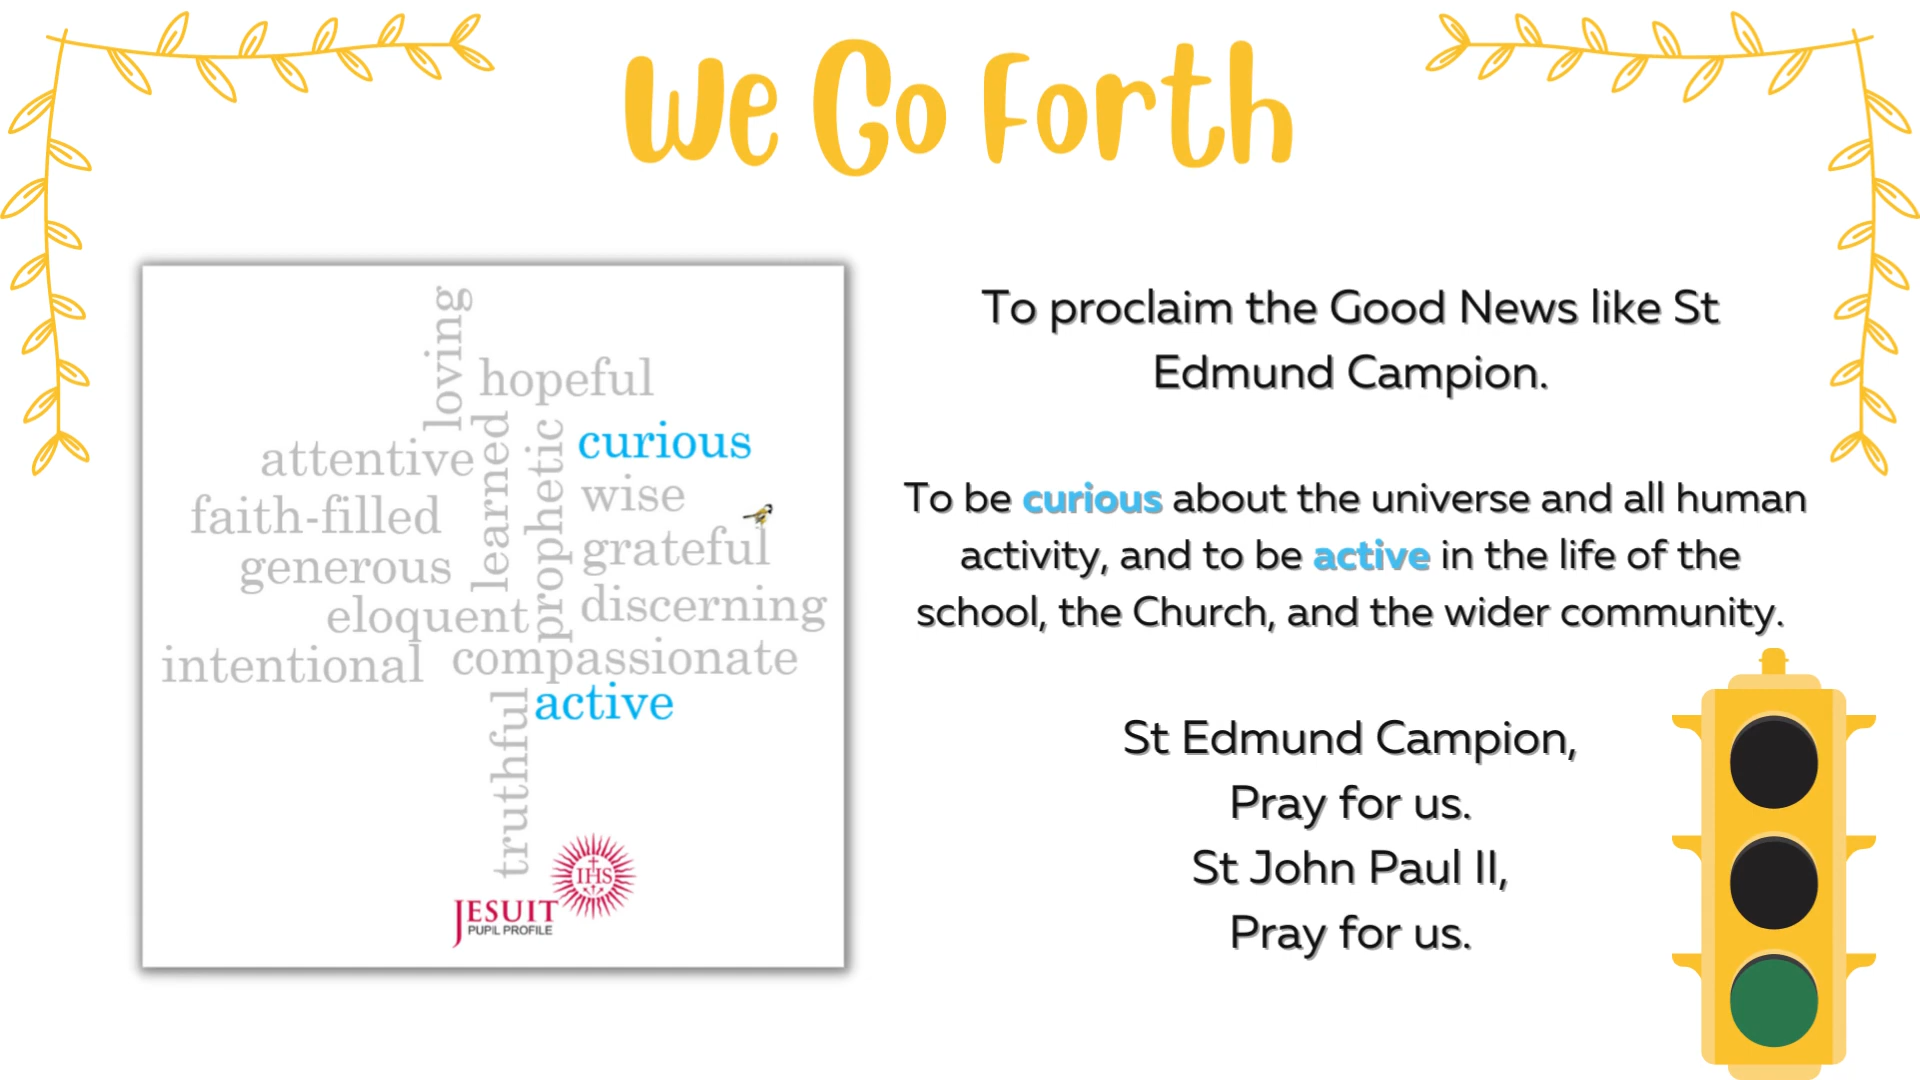 We Go Forth
loving
hopeful
curious
attentive
learned
prophetic
wise
faith-filled
grateful
generous
eloquent
discerning
intentional
compassionate
active
truthful
IHS
JESUIT
PUPIL PROFILE
To proclaim the Good News like St
Edmund Campion.
To be curious about the universe and all human
activity, and to be active in the life of the
school, the Church, and the wider community.
St Edmund Campion,
Pray for us.
St John Paul II,
Pray for us.